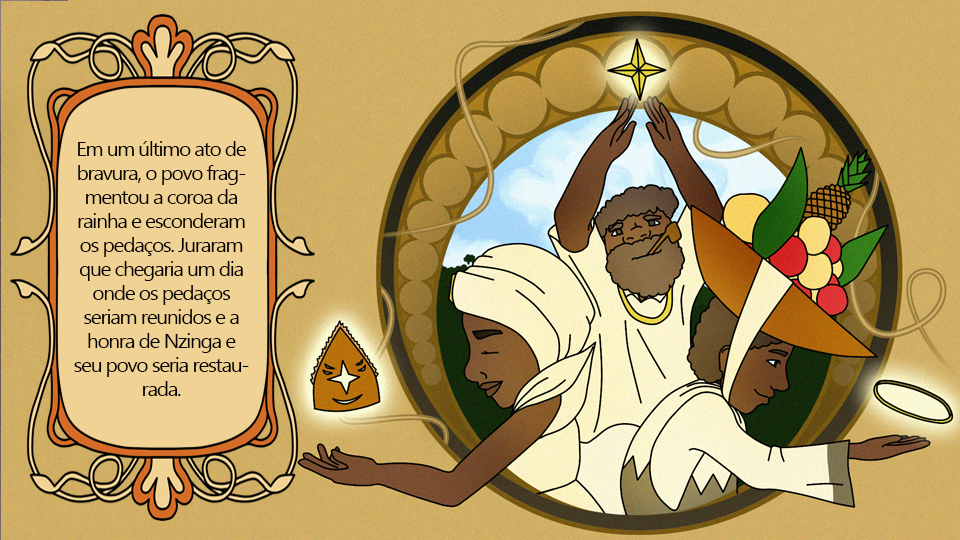 Em um último ato de
bravura, o povo frag-
mentou a coroa da
rainha e esconderam
os pedaços. Juraram
que chegaria um dia
onde os pedaços
seriam reunidos e a
honra de Nzinga e
seu povo seria restau-
rada.